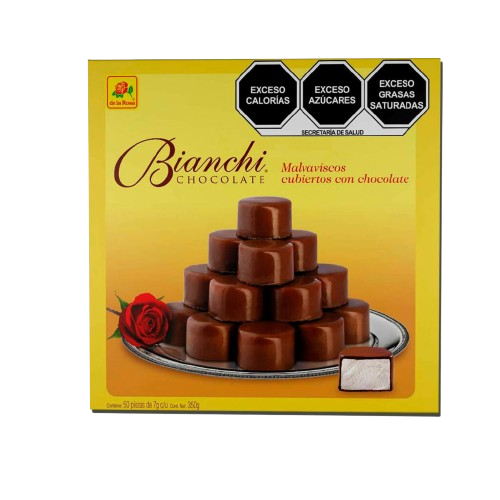 de la Rosa
EXCESO
CALORÍAS
EXCESO
AZÚCARES
EXCESO
GRASAS
SATURADAS
SECRETARÍA DE SALUD
Bianchi®
CHOCOLATE
Malvaviscos
cubiertos con chocolate
Contiene: 50 piezas de 7g c/u Cont. Net. 350g